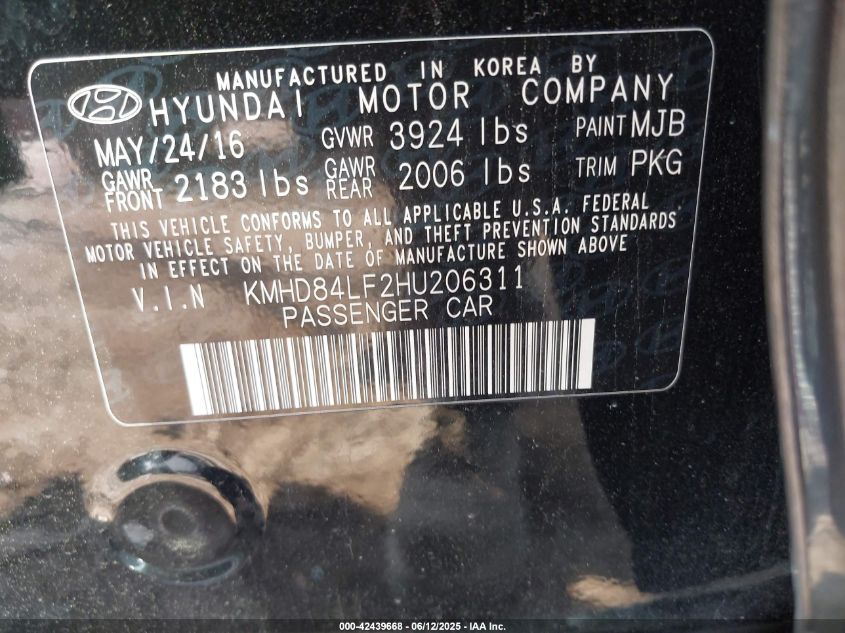 MANUFACTURED IN KOREA BY
HYUNDAI MOTOR COMPANY
MAY/24/16 GVWR 3924 lbs PAINT MJB
GAWR FRONT 2183 lbs GAWR REAR 2006 lbs TRIM PKG
THIS VEHICLE CONFORMS TO ALL APPLICABLE U.S.A. FEDERAL
MOTOR VEHICLE SAFETY, BUMPER, AND THEFT PREVENTION STANDARDS
IN EFFECT ON THE DATE OF MANUFACTURE SHOWN ABOVE
V.I.N KMHD84LF2HU206311
PASSENGER CAR
000-42439668 - 06/12/2025 - IAA Inc.